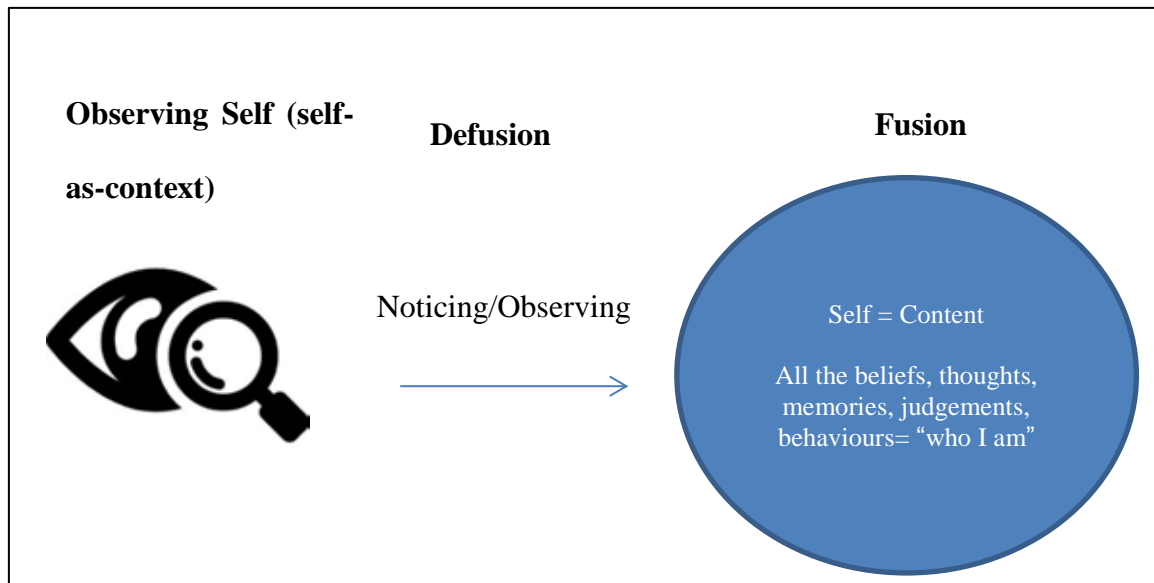 Observing Self (self-
as-context)
Defusion
Noticing/Observing
Fusion
Self = Content
All the beliefs, thoughts,
memories, judgements,
behaviours= “who I am”